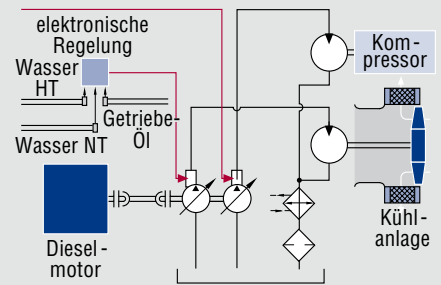 elektronische
Regelung
Wasser
HT
Getriebe-
Öl
Wasser NT
Kom-
pressor
Diesel-
motor
Kühl-
anlage